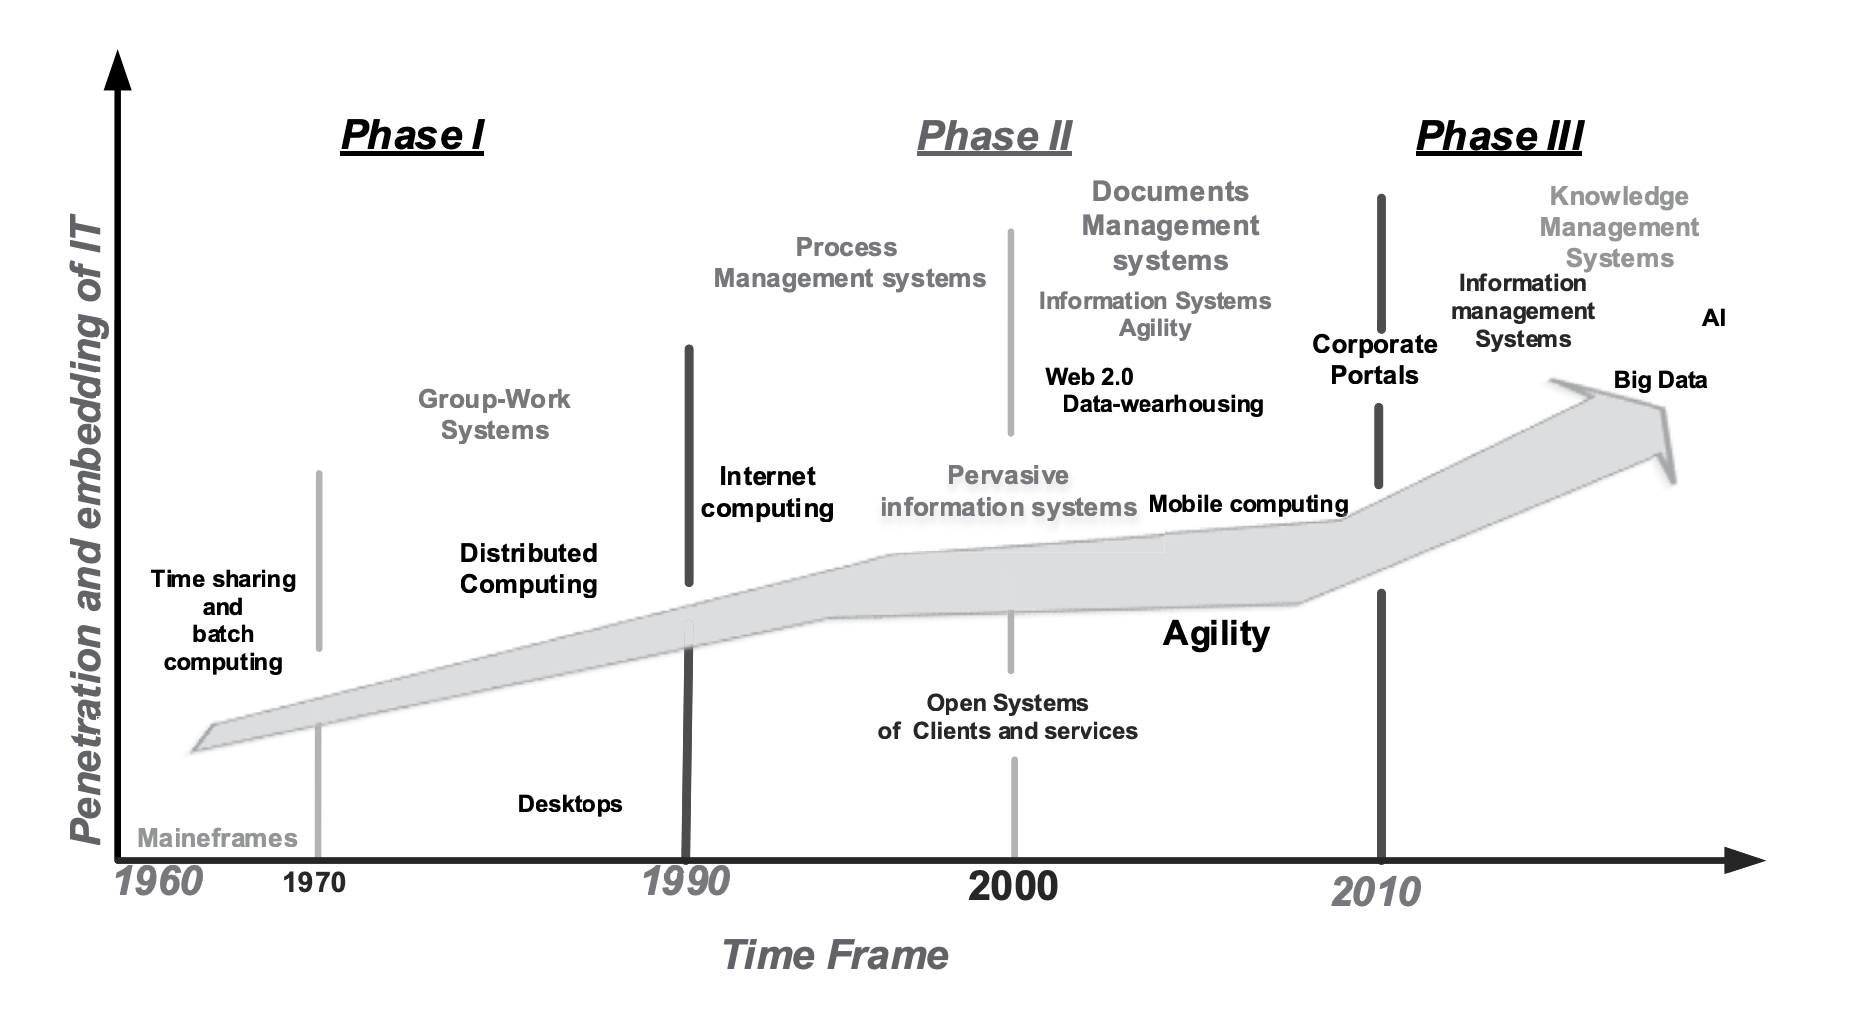 Phase I
Phase II
Phase III
Penetration and embedding of IT
Documents
Management
systems
Knowledge
Management
Systems
Process
Management systems
Information Systems
Agility
Information
management
Systems
AI
Corporate
Portals
Web 2.0
Data-wearhousing
Big Data
Group-Work
Systems
Internet
computing
Pervasive
information systems
Mobile computing
Distributed
Computing
Time sharing
and
batch
computing
Agility
Open Systems
of Clients and services
Desktops
Maineframes
1960
1970
1990
2000
2010
Time Frame